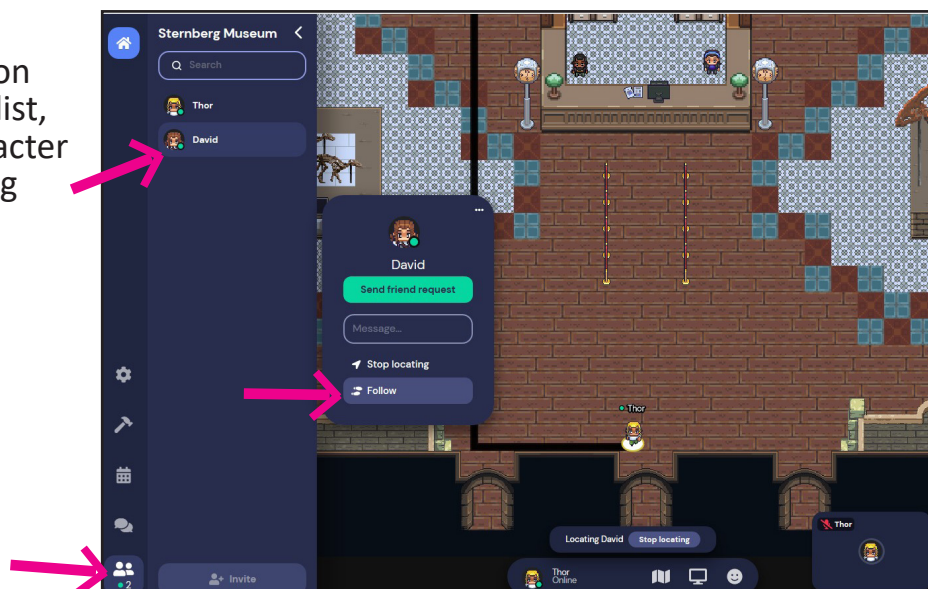 on
list,
acter
g
Sternberg Museum
Search
Thor
David
David
Send friend request
Message...
Stop locating
Follow
Thor
Locating David Stop locating
Thor
Thor
Online
2
Invite